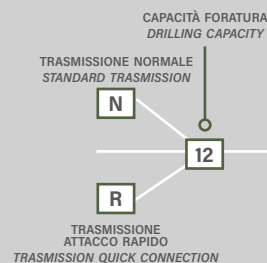 CAPACITÀ FORATURA
DRILLING CAPACITY
TRASMISSIONE NORMALE
STANDARD TRASMISSION
N
12
R
TRASMISSIONE
ATTACCO RAPIDO
TRASMISSION QUICK CONNECTION